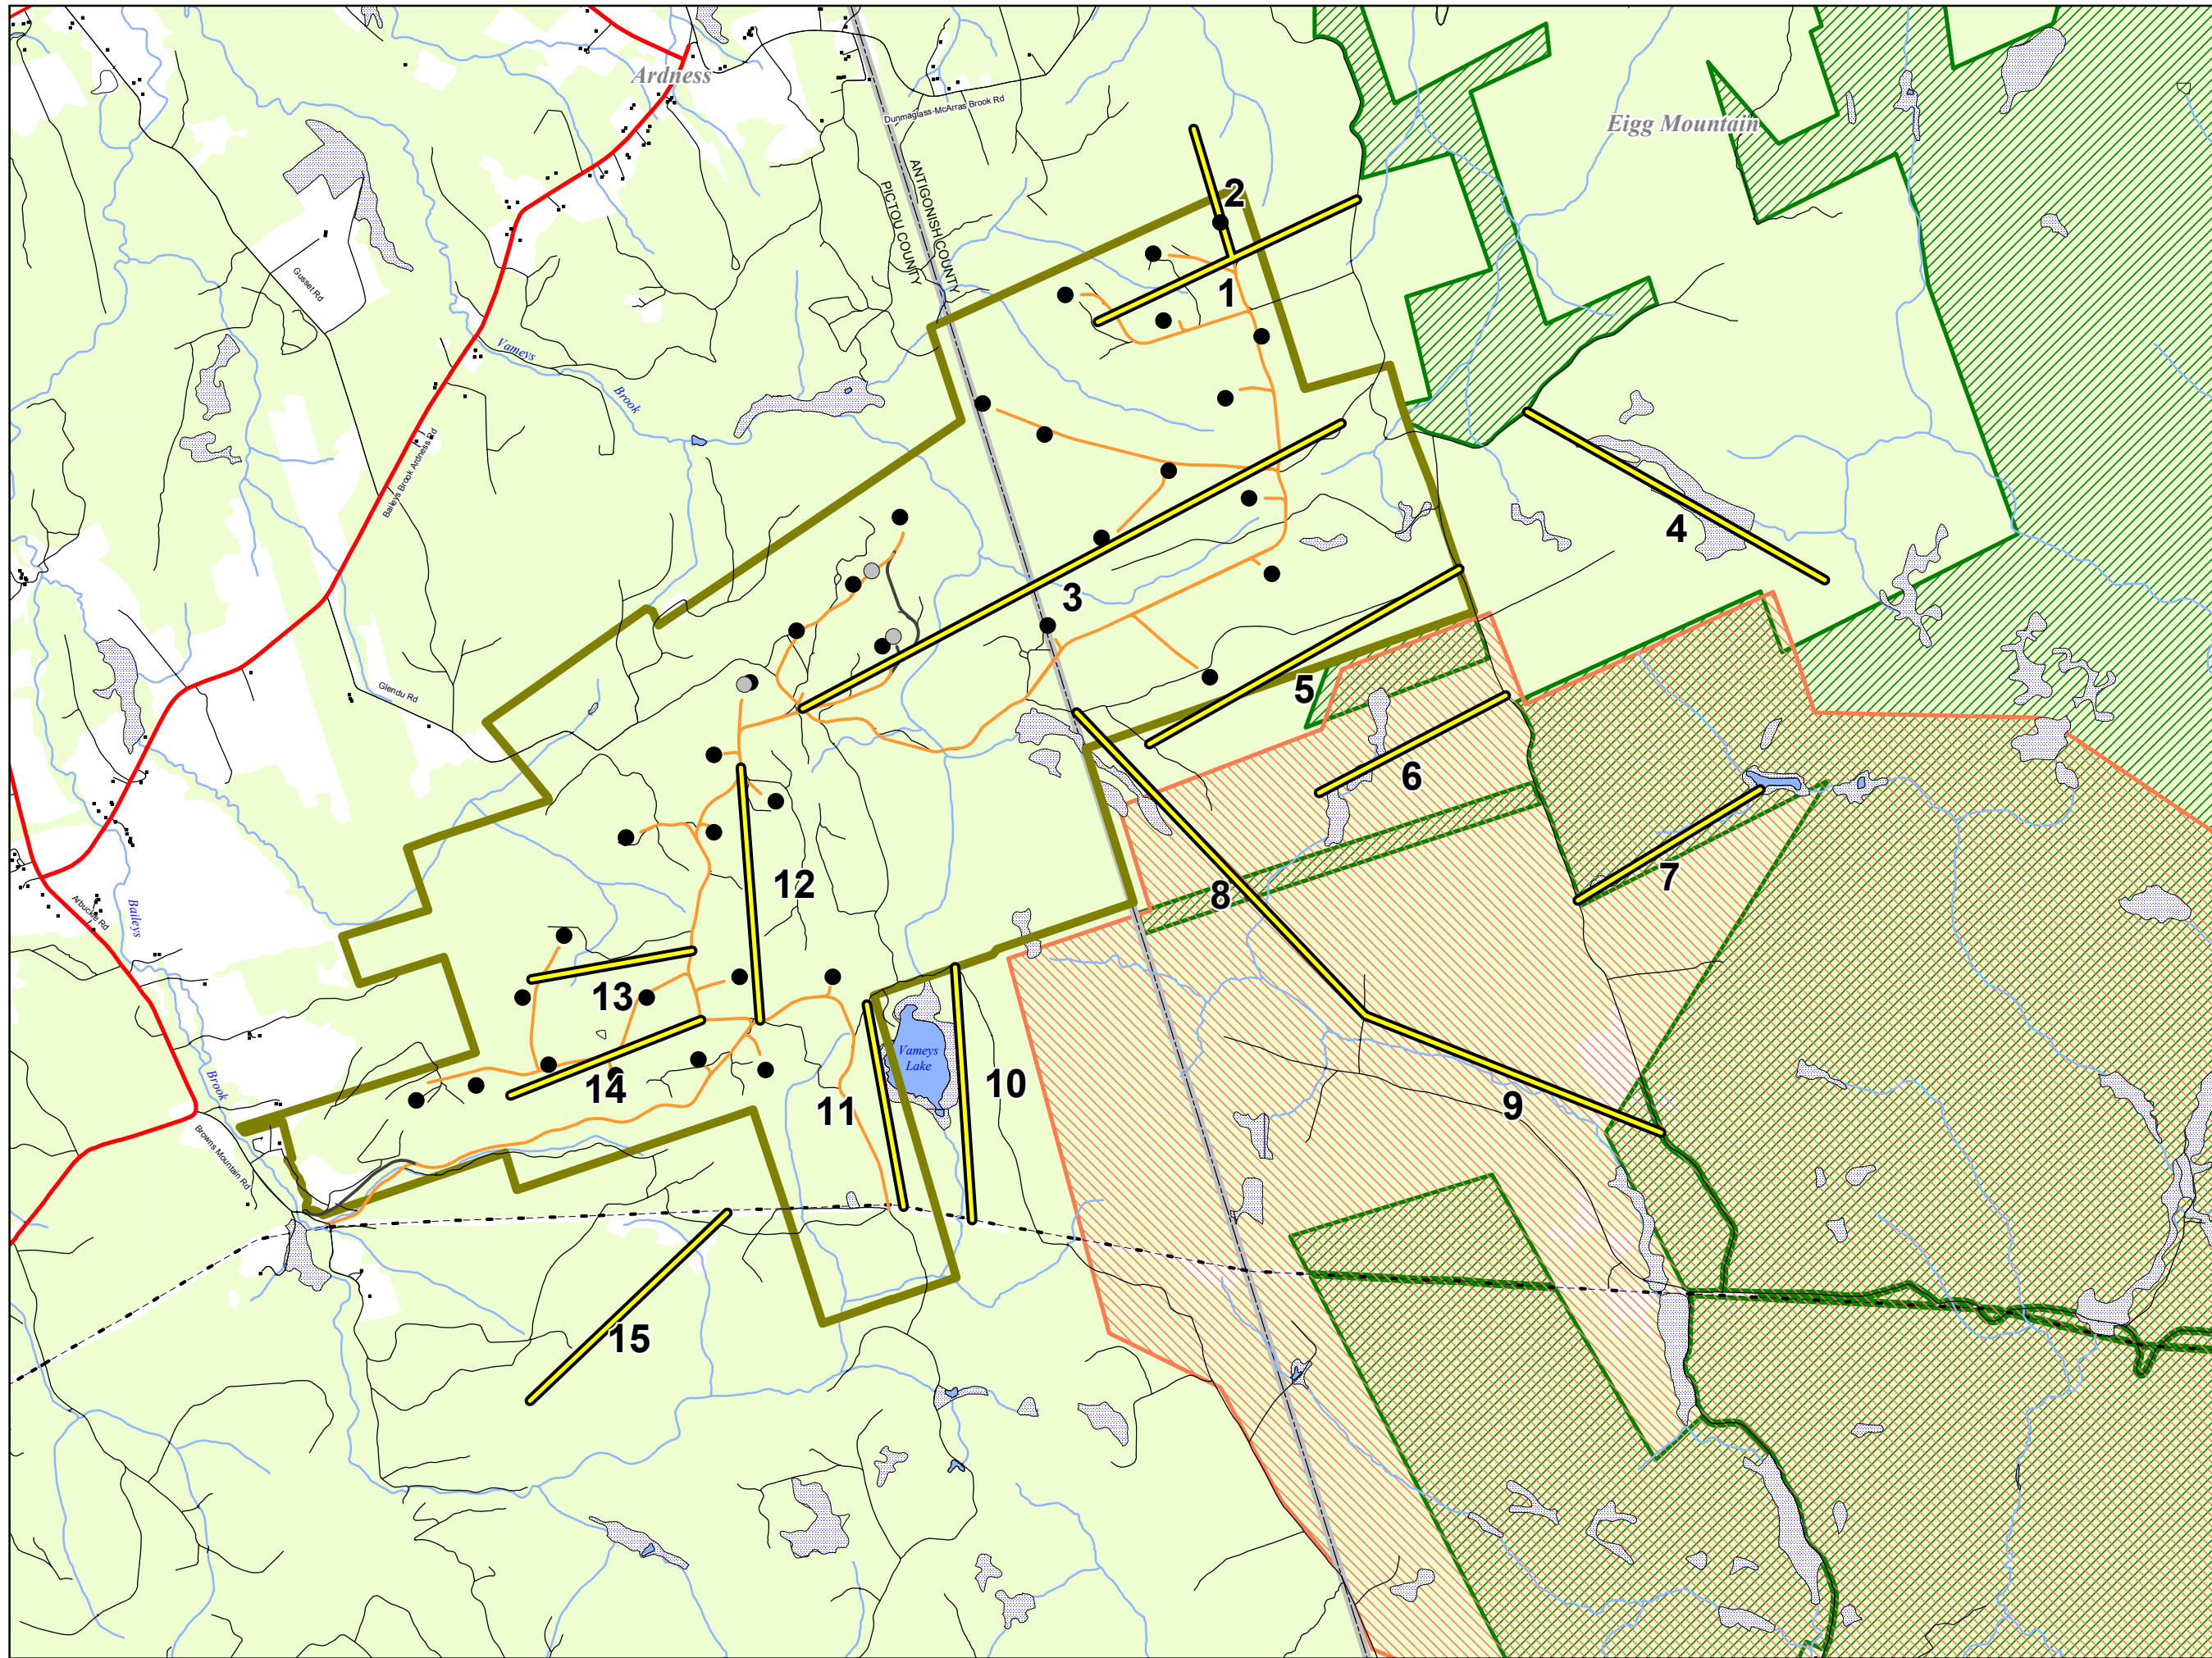 Ardness
Dunmaglass-McArras Brook Rd
Eigg Mountain
ANTIGONISH COUNTY
PICTOU COUNTY
2
1
Gusset Rd
Vameys
Brook
Baileys Brook Ardness Rd
4
3
Glendu Rd
5
6
7
8
12
Arbuckle Rd
Baileys
13
Vameys
Lake
10
14
11
9
Brook
Browns Mountain Rd
15